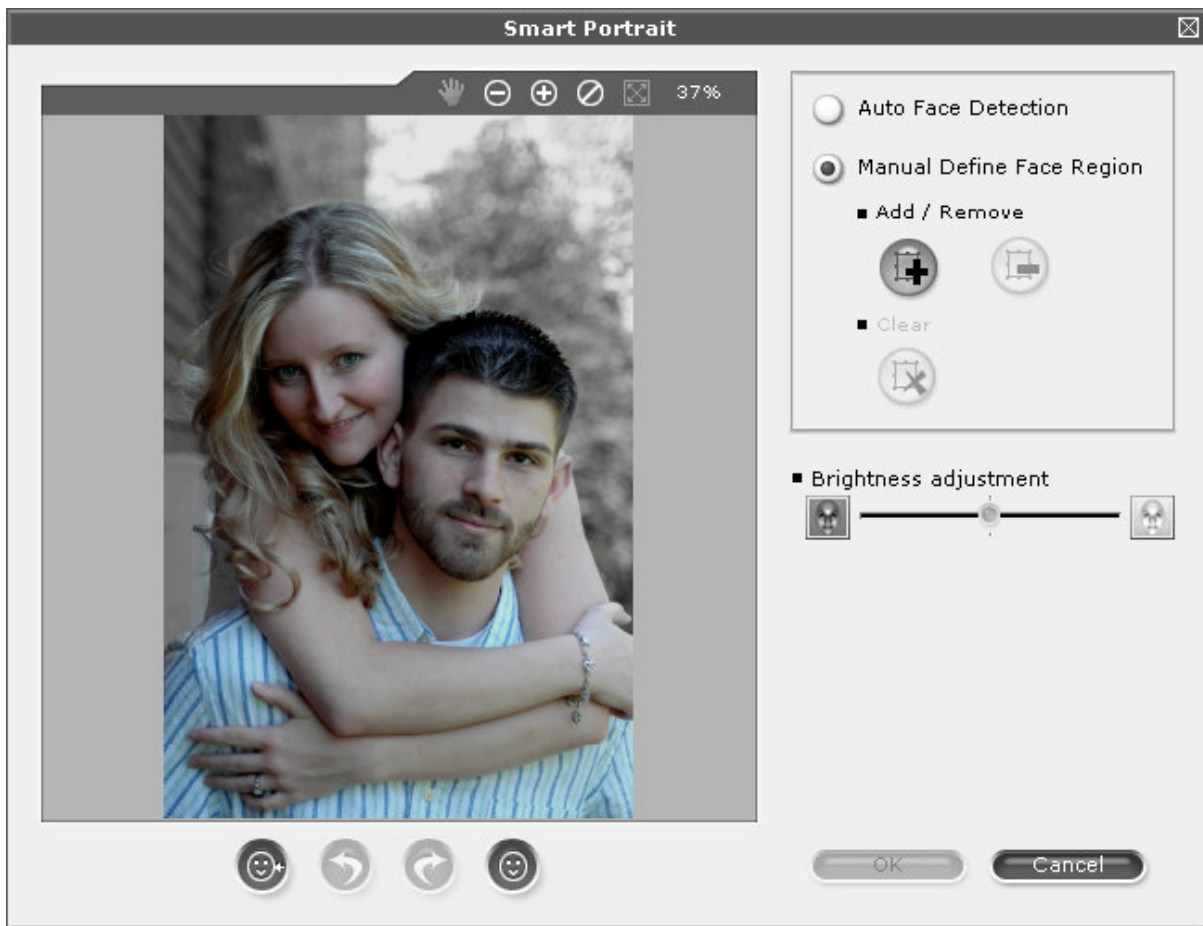 Smart Portrait
37%
Auto Face Detection
Manual Define Face Region
Add / Remove
Clear
Brightness adjustment
OK
Cancel